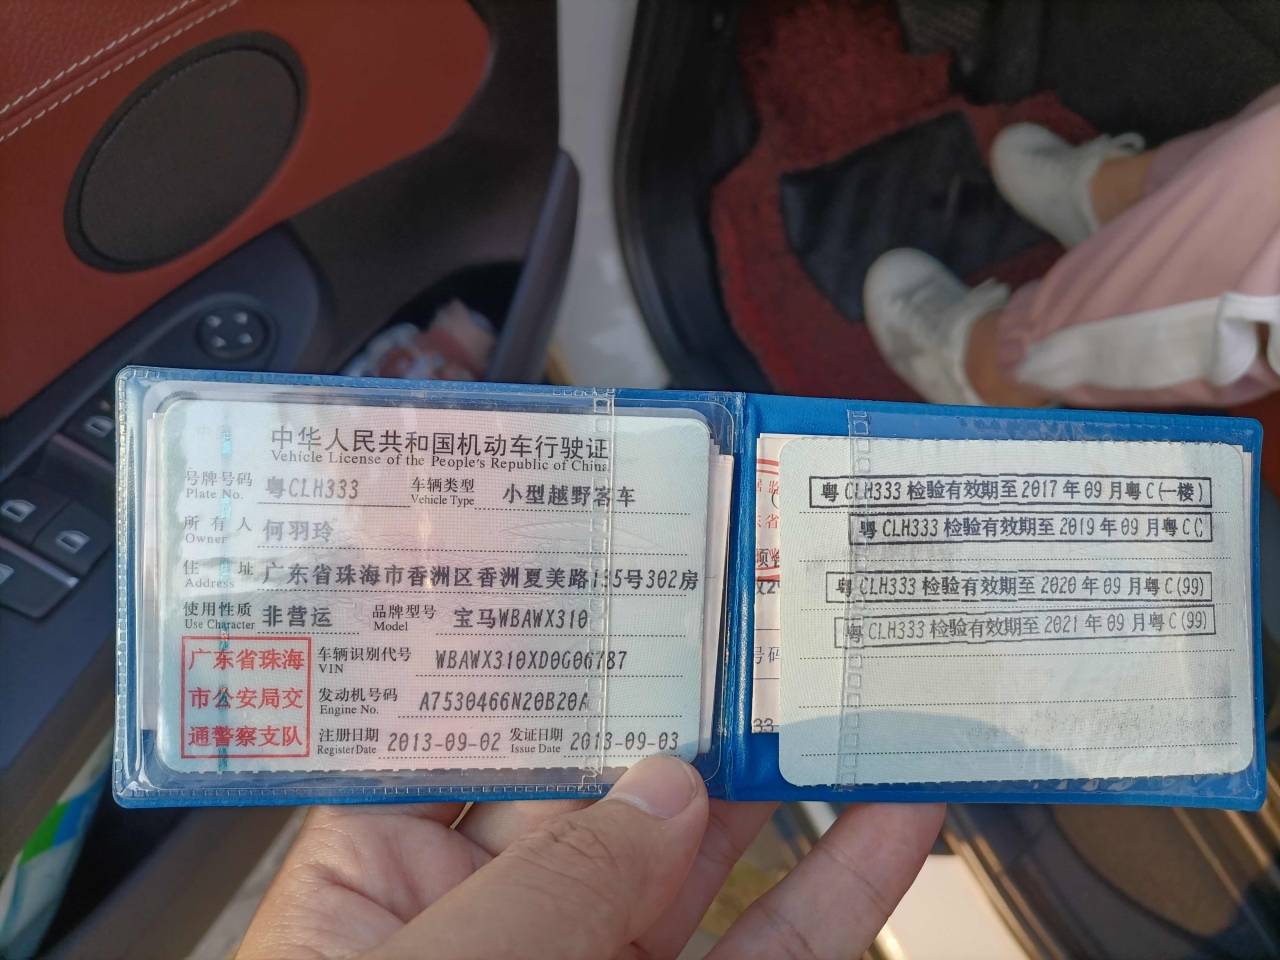 中华人民共和国机动车行驶证
Vehicle License of the People's Republic of China
号牌号码 Plate No. 粤CLH333 车辆类型 Vehicle Type 小型越野客车
所有人 Owner 何羽玲
住址 Address 广东省珠海市香洲区香洲夏美路135号302房
使用性质 Use Character 非营运 品牌型号 Model 宝马WBAWX310
广东省珠海
市公安局交
通警察支队
车辆识别代号 VIN WBAWX310XD0G06787
发动机号码 Engine No. A7530466N20B20A
注册日期 Register Date 2013-09-02 发证日期 Issue Date 2013-09-03
粤CLH333检验有效期至2017年09月粤C(一楼)
粤CLH333检验有效期至2019年09月粤CC
粤CLH333检验有效期至2020年09月粤C(99)
粤CLH333检验有效期至2021年09月粤C(99)
号码
33